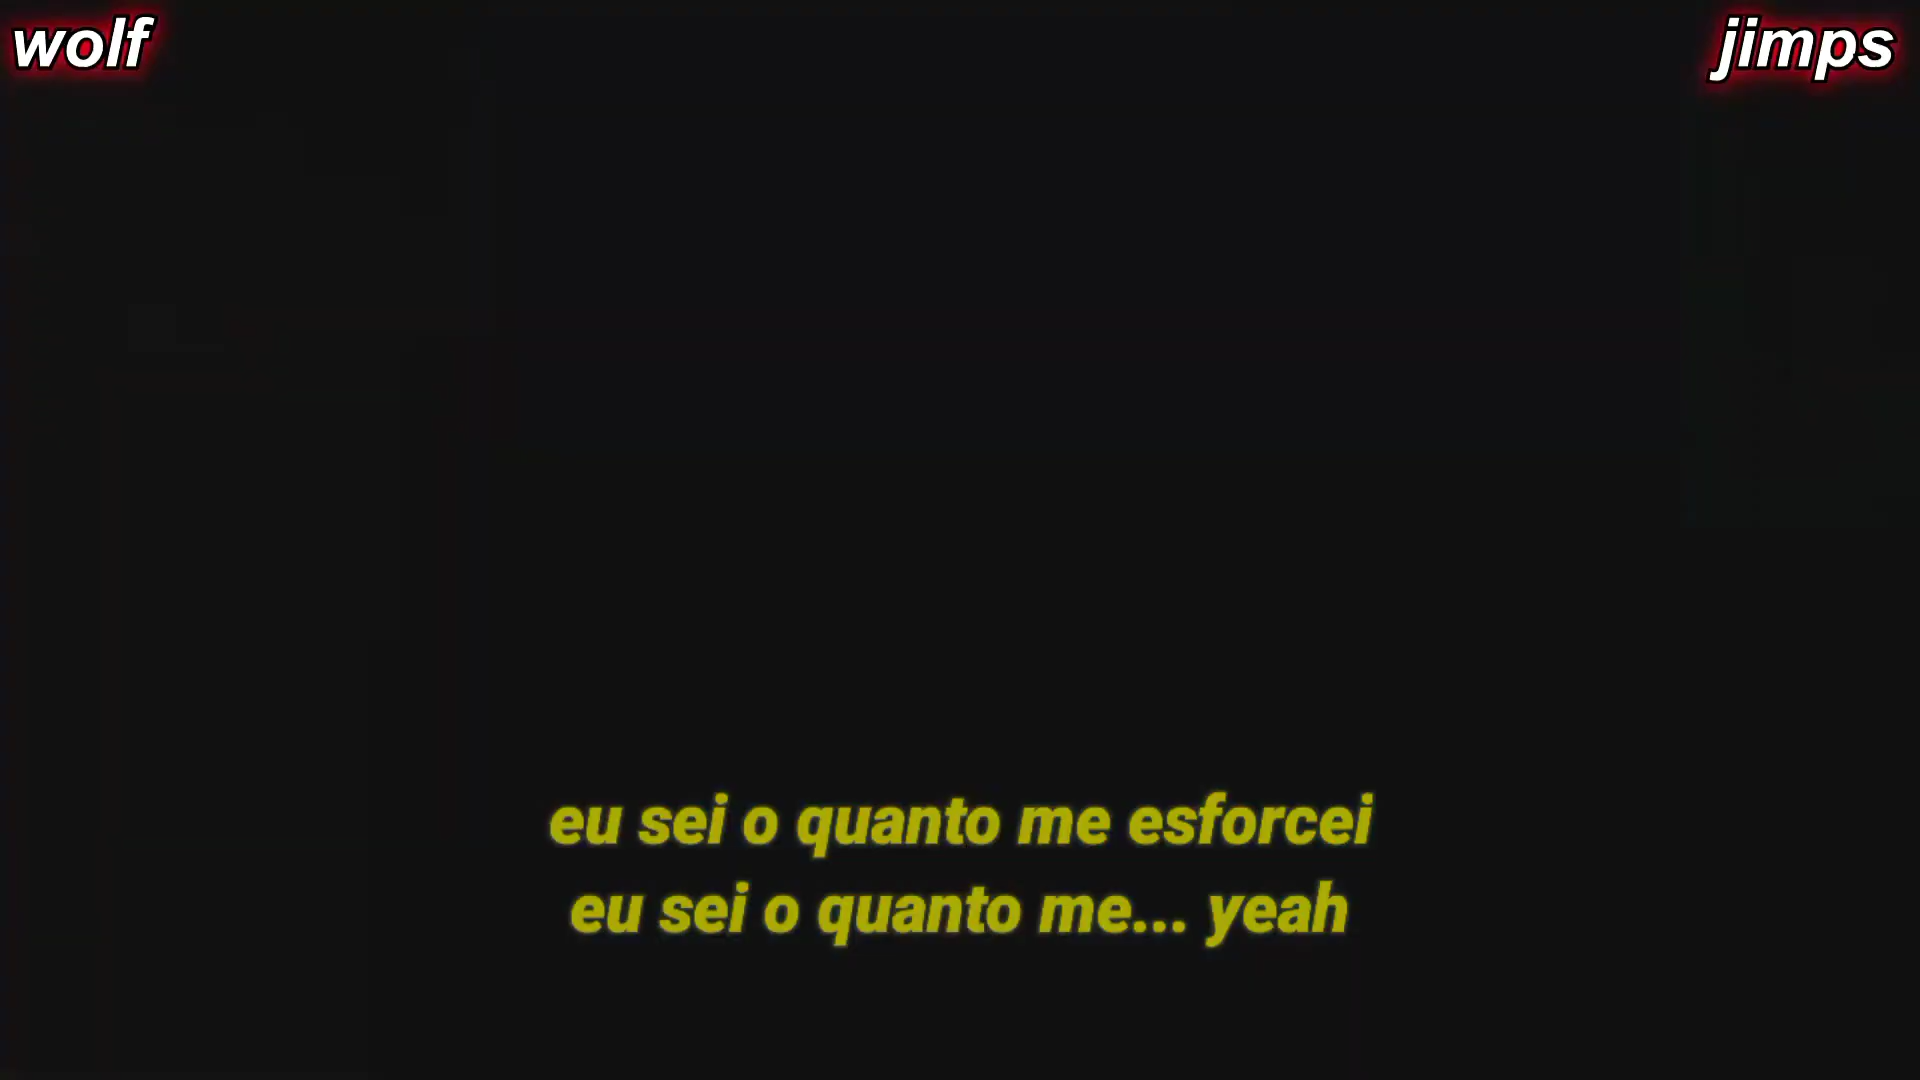 wolf
jimps
eu sei o quanto me esforcei
eu sei o quanto me... yeah